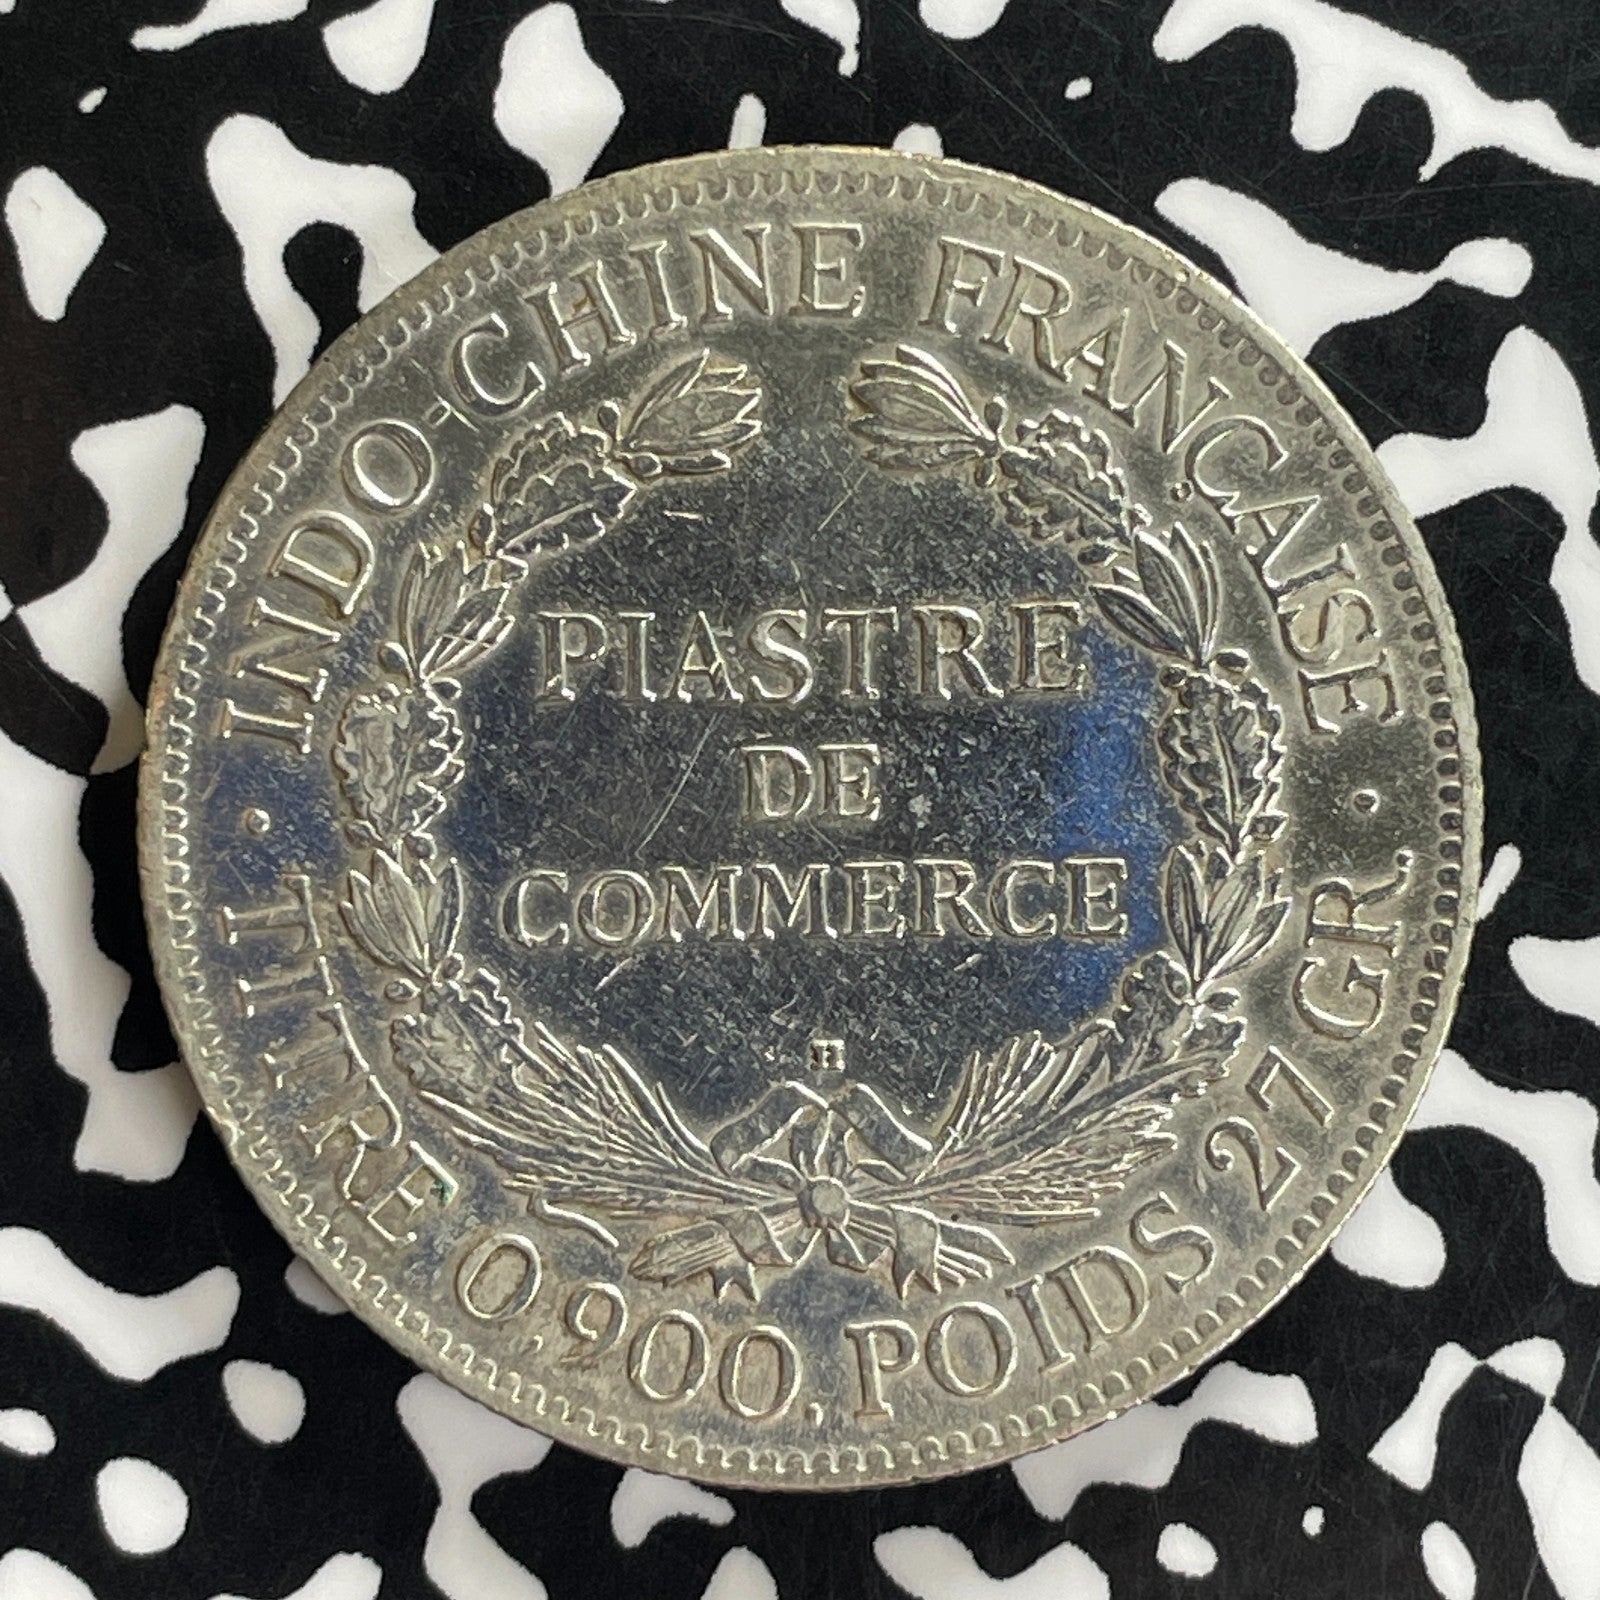 INDO-CHINE FRANÇAISE
PIASTRE
DE
COMMERCE
H
TITRE 0,900. POIDS 27 GR.